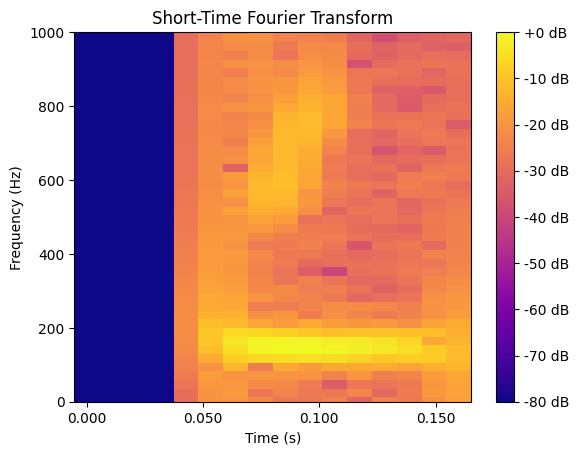 Short-Time Fourier Transform
1000
800
600
400
200
0
Frequency (Hz)
0.000
0.050
0.100
0.150
Time (s)
+0 dB
-10 dB
-20 dB
-30 dB
-40 dB
-50 dB
-60 dB
-70 dB
-80 dB